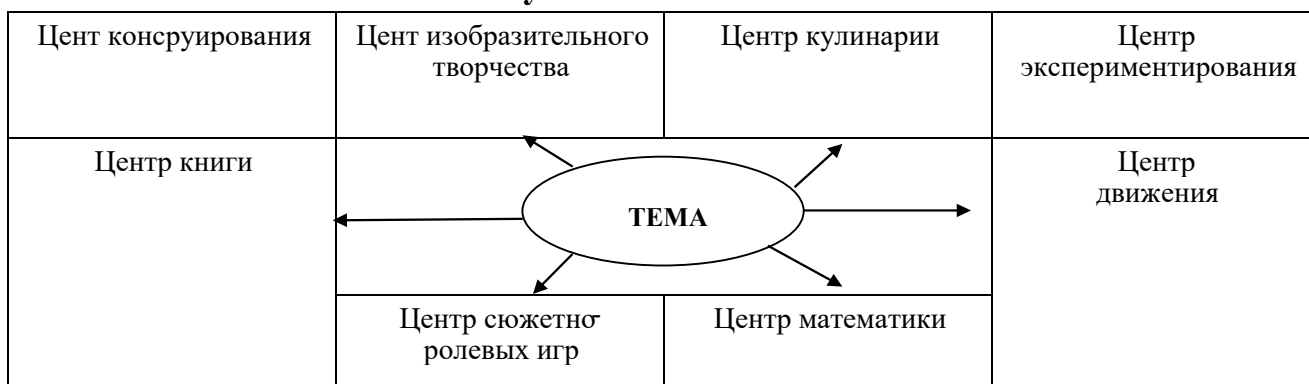 Цент консруирования
Цент изобразительного
творчества
Центр кулинарии
Центр
экспериментирования
Центр книги
ТЕМА
Центр
движения
Центр сюжетно-
ролевых игр
Центр математики